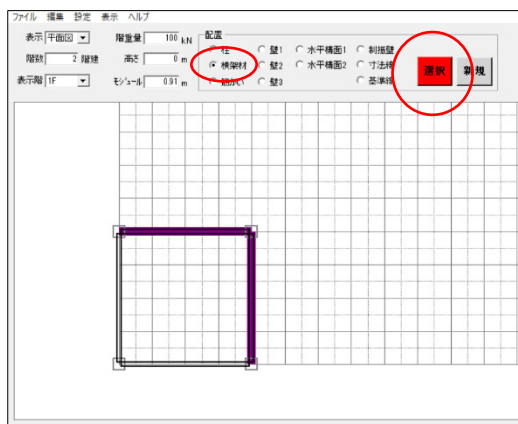 ファイル 編集 設定 表示 ヘルプ
表示 平面図 階重量 100 kN 配置
柱 壁1 水平構面1 制振壁
階数 2 階建 高さ 0 m 横架材 壁2 水平構面2 寸法線 選択 新規
表示階 1F モジュール 0.91 m 筋かい 壁3 基準線